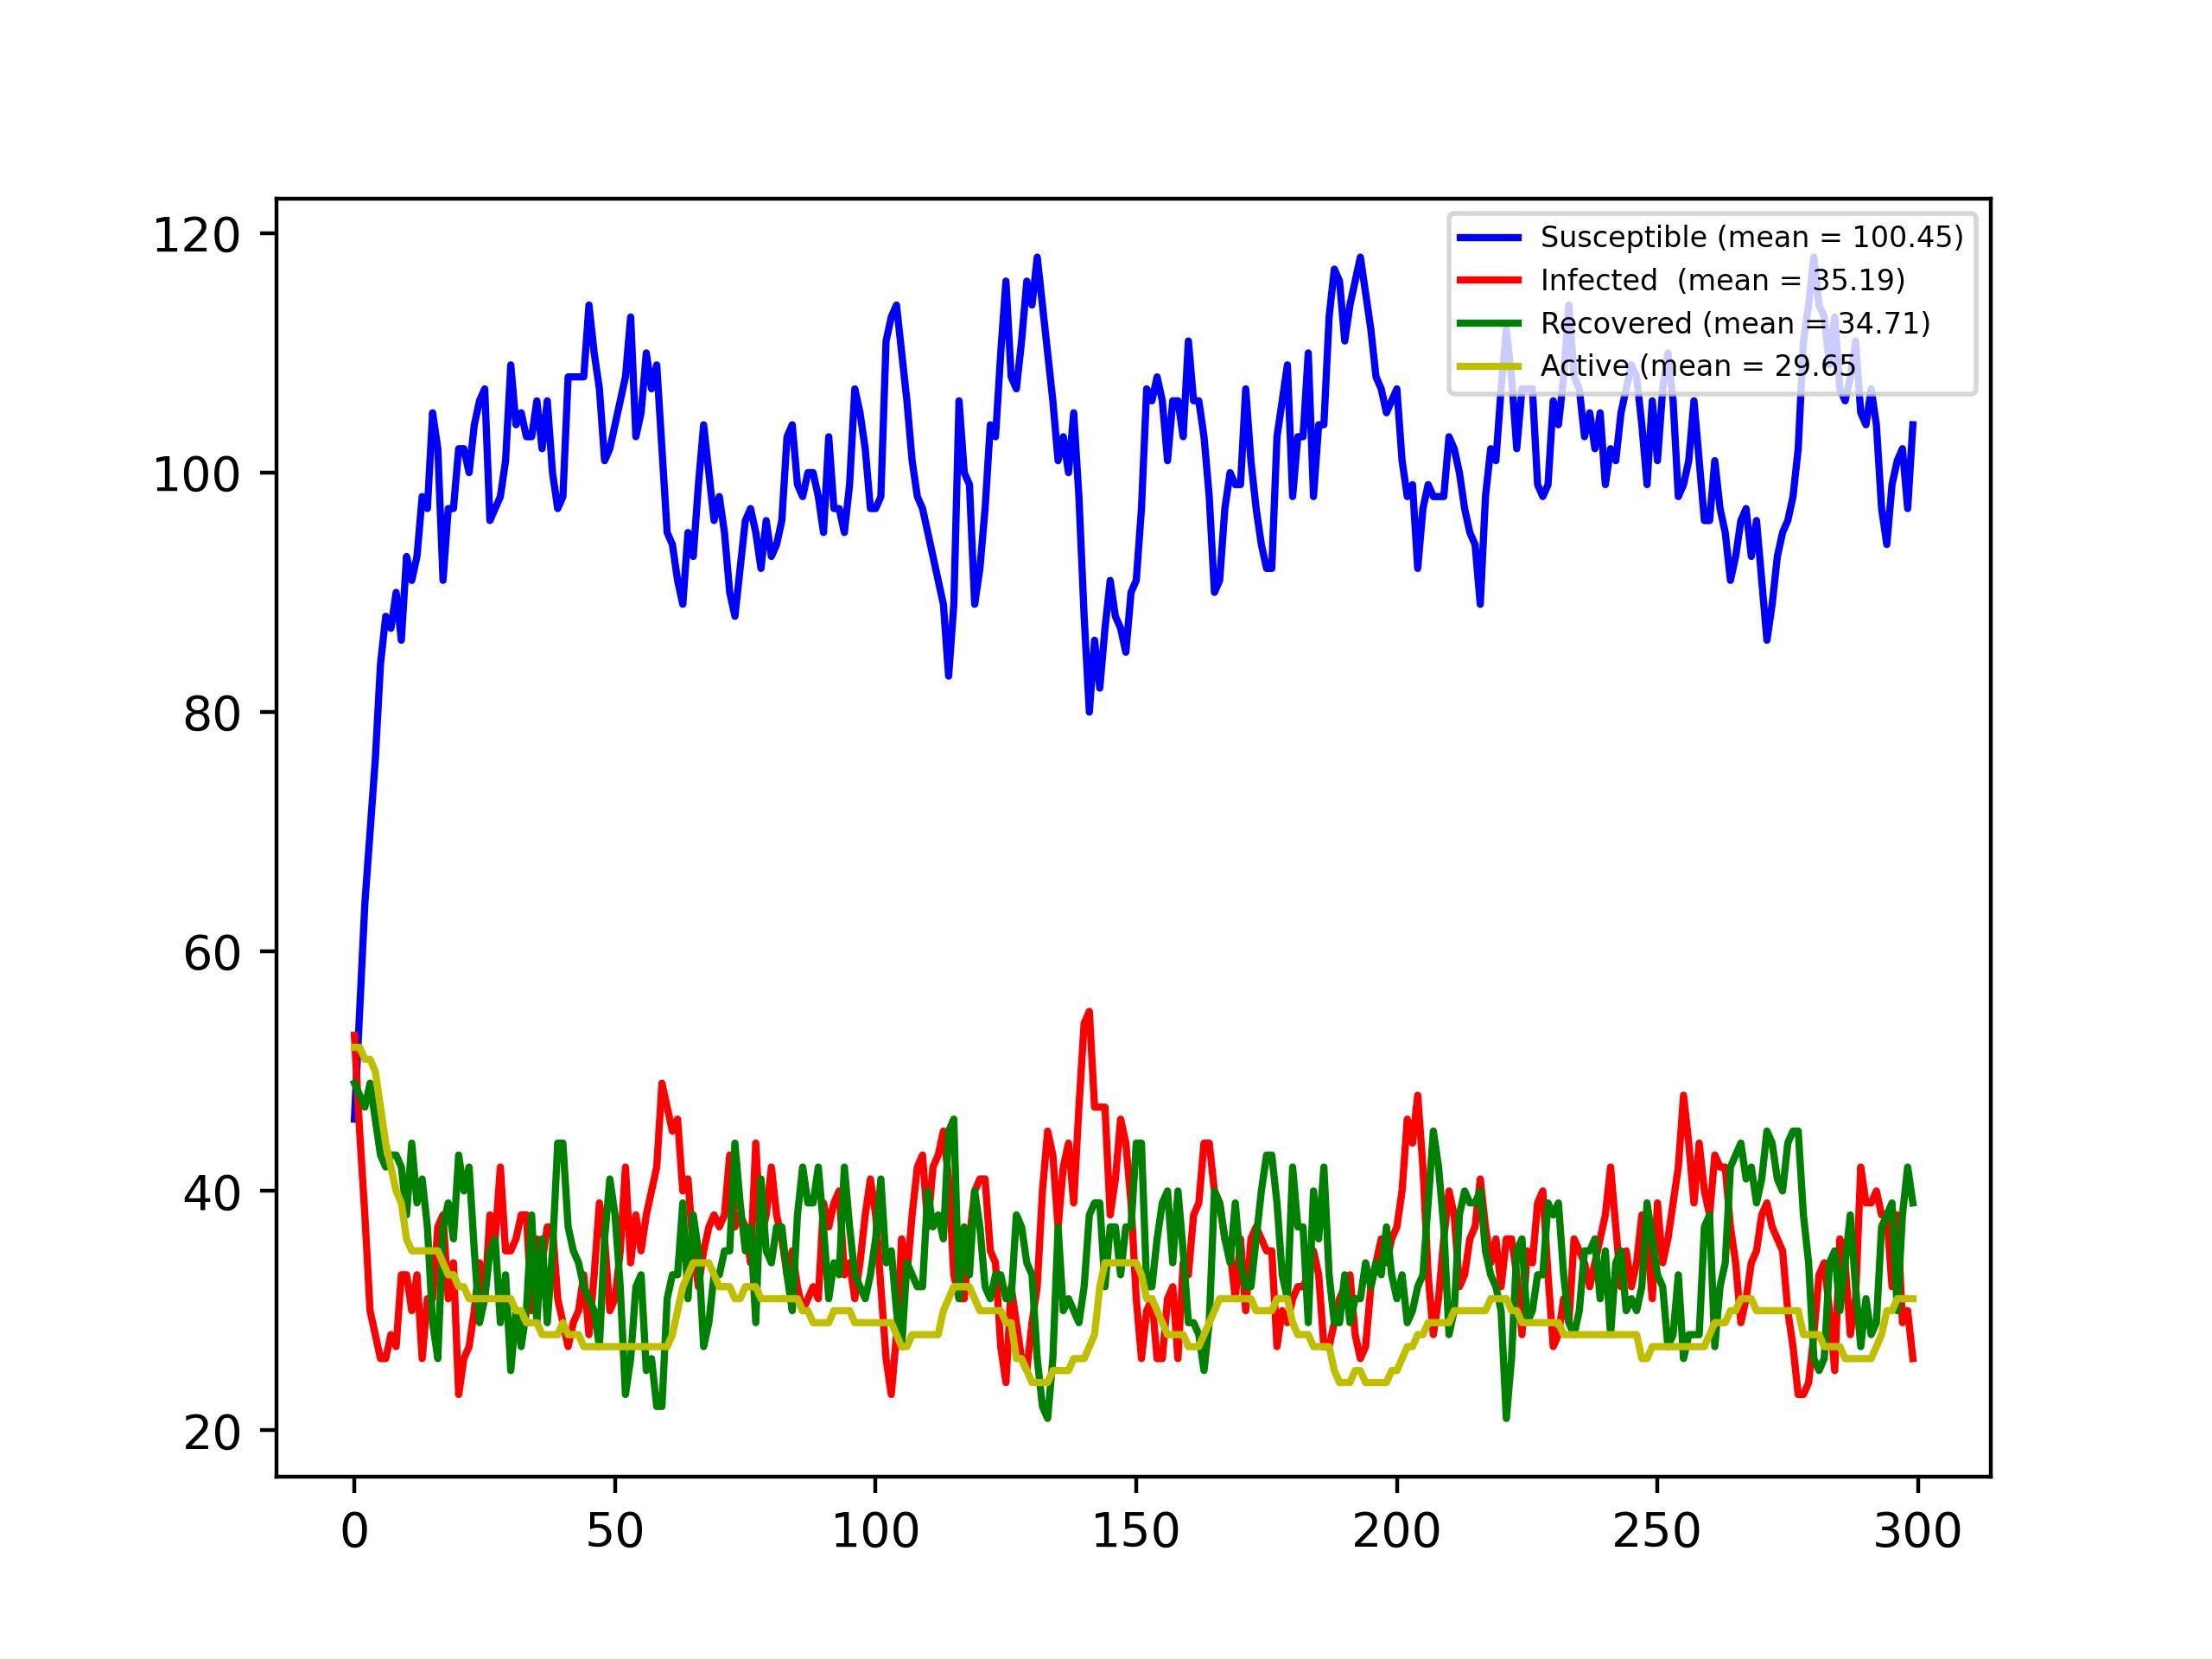 120
100
80
60
40
20
0 50 100 150 200 250 300
Susceptible (mean = 100.45)
Infected  (mean = 35.19)
Recovered (mean = 34.71)
Active (mean = 29.65